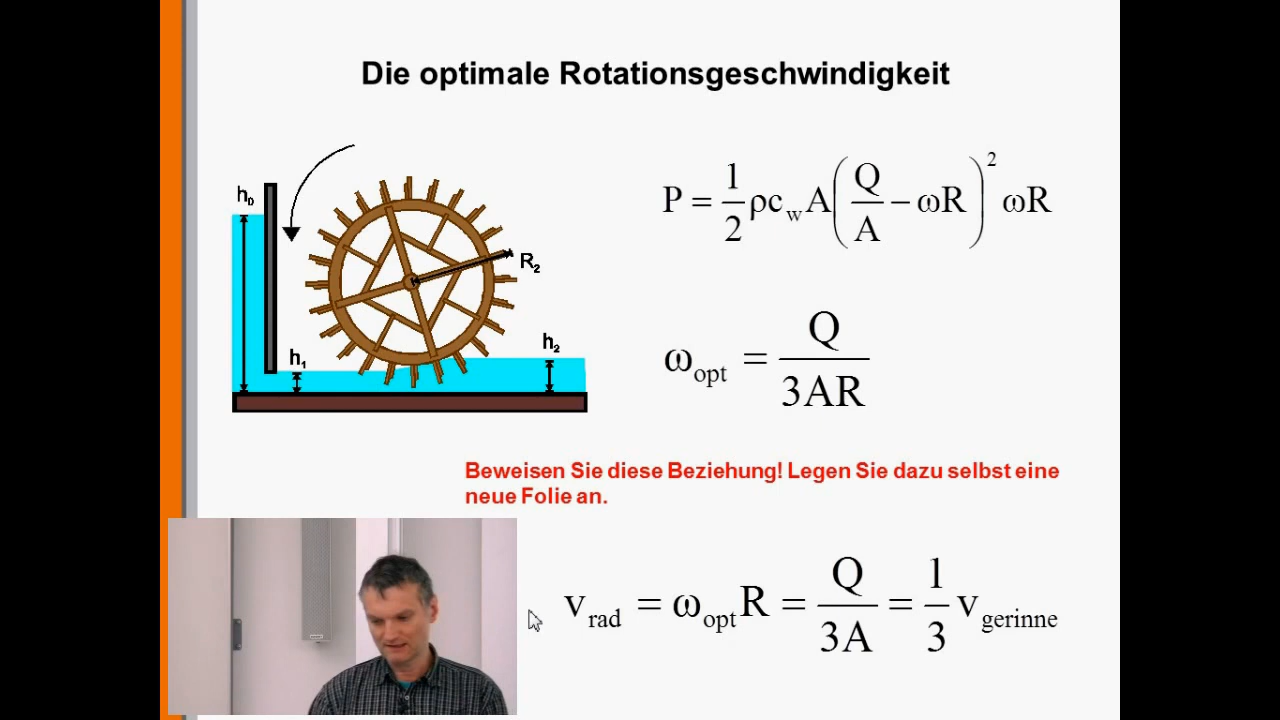 Die optimale Rotationsgeschwindigkeit
h₀
R₂
h₁
h₂
P = 1/2 ρc_w A(Q/A − ωR)² ωR
ω_opt = Q/3AR
Beweisen Sie diese Beziehung! Legen Sie dazu selbst eine
neue Folie an.
v_rad = ω_opt R = Q/3A = 1/3 v_gerinne